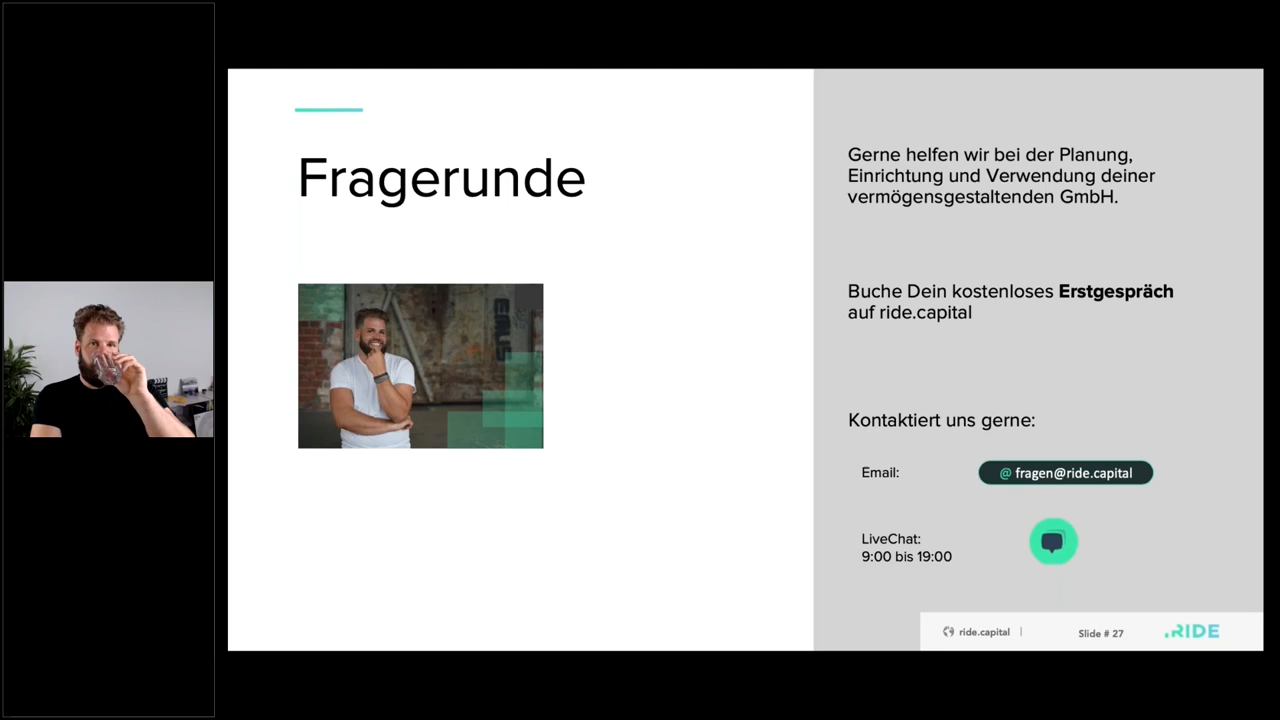 Fragerunde
Gerne helfen wir bei der Planung,
Einrichtung und Verwendung deiner
vermögensgestaltenden GmbH.
Buche Dein kostenloses Erstgespräch
auf ride.capital
Kontaktiert uns gerne:
Email:
@ fragen@ride.capital
LiveChat:
9:00 bis 19:00
ride.capital |
Slide # 27
.RIDE